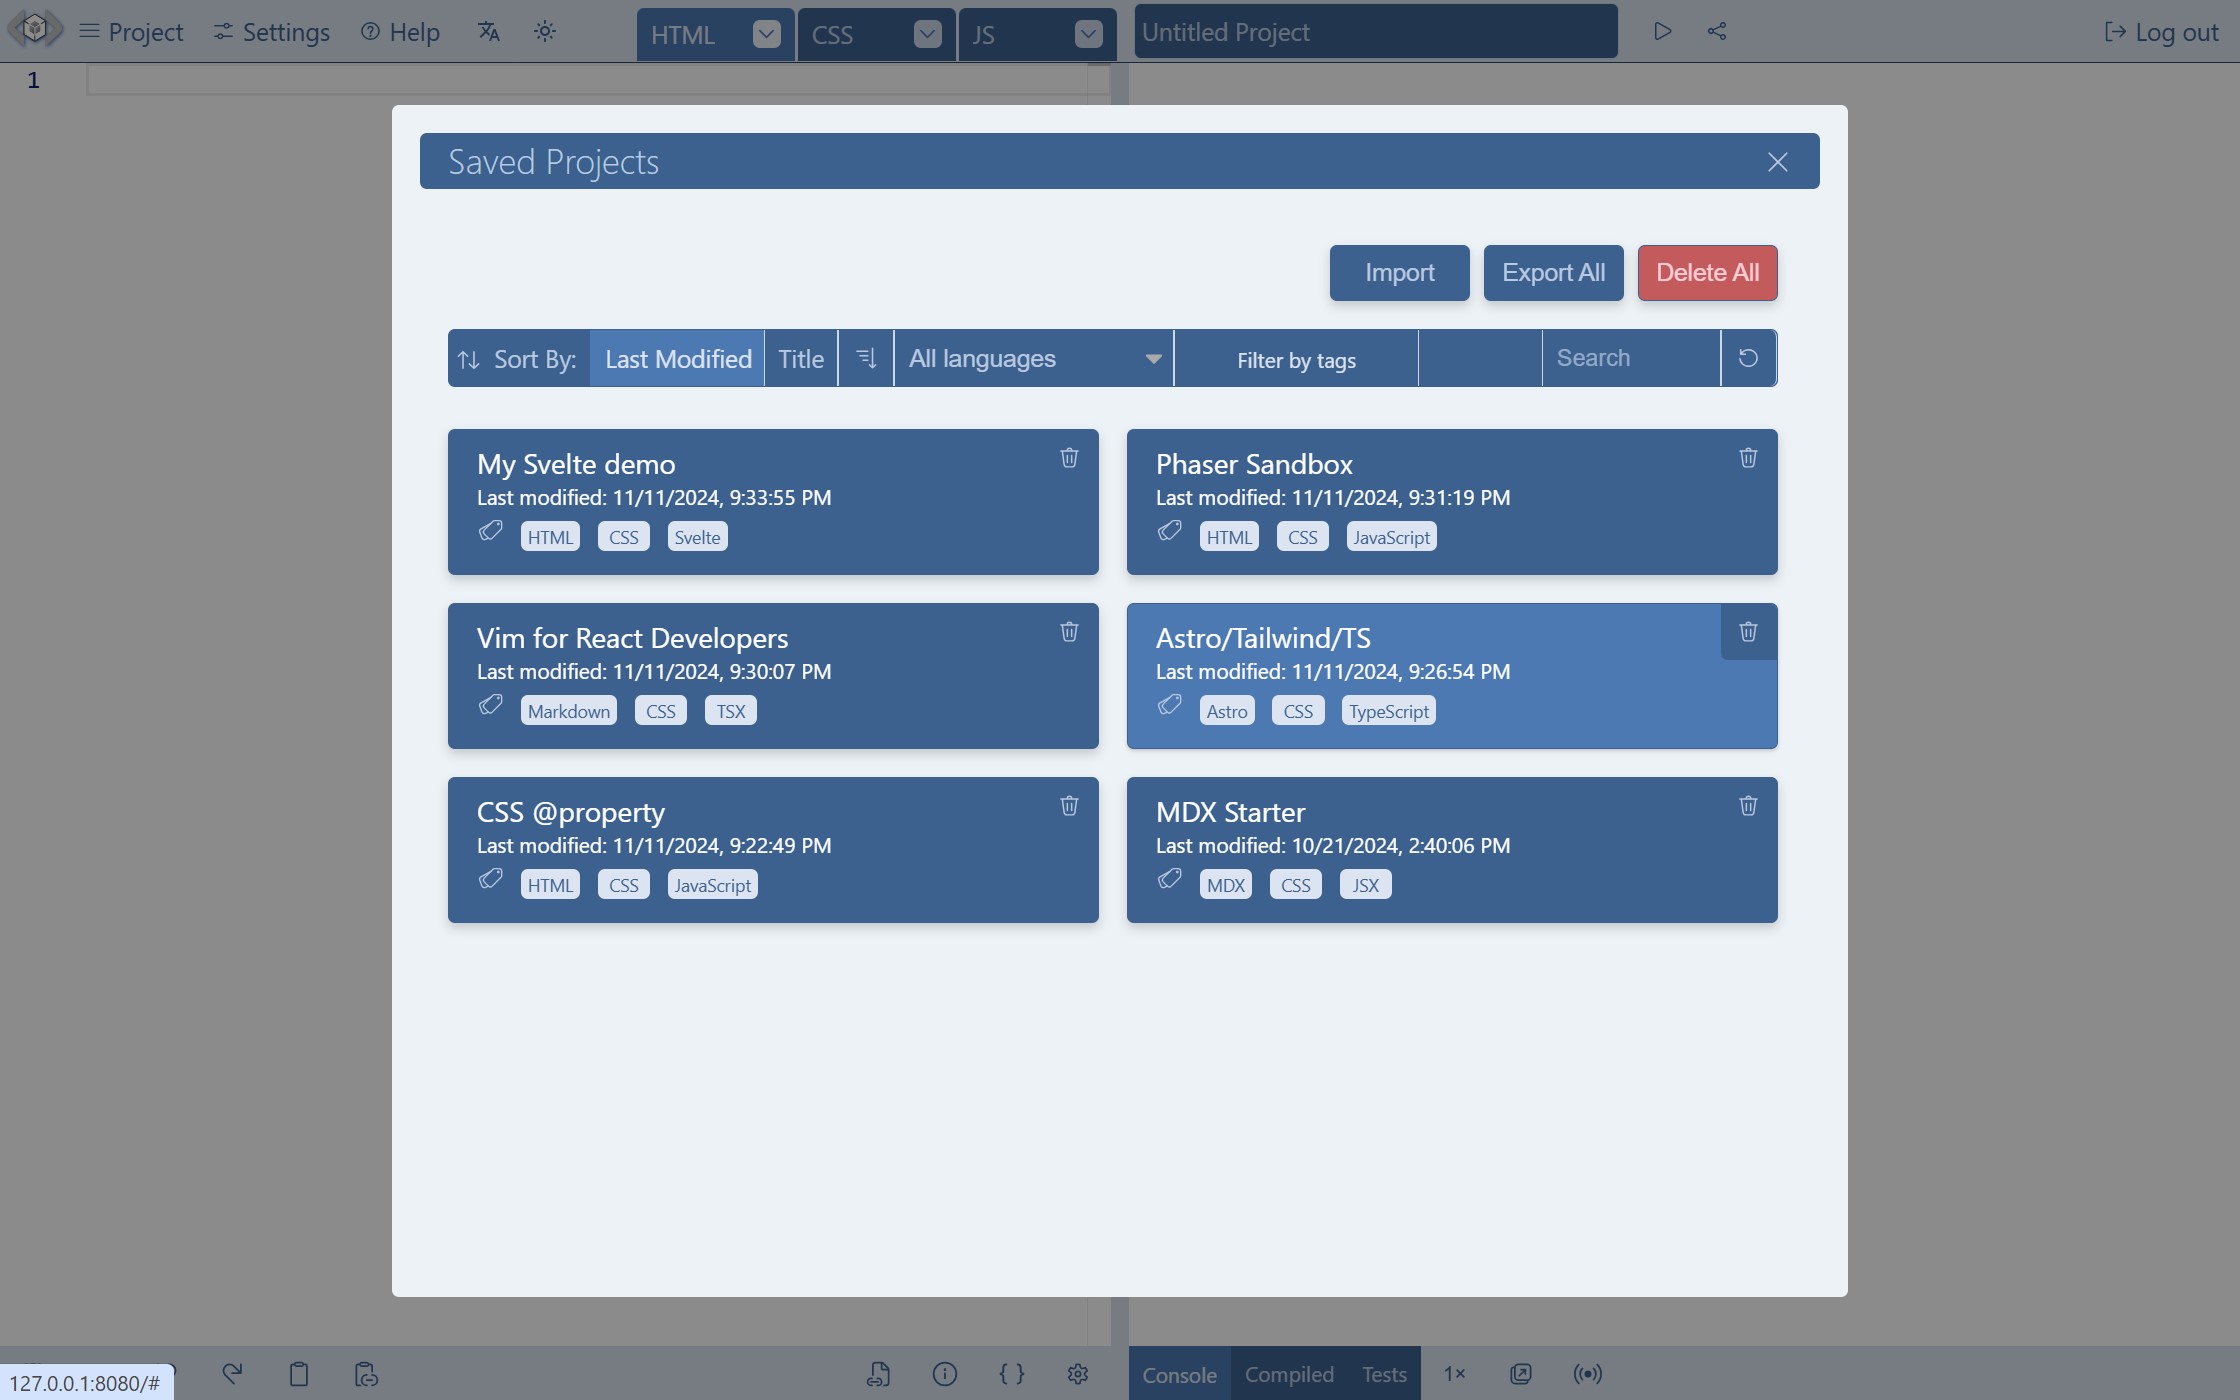 Project
Settings
Help
HTML
CSS
JS
Untitled Project
Log out
1
Saved Projects
Import
Export All
Delete All
Sort By:
Last Modified
Title
All languages
Filter by tags
Search
My Svelte demo
Last modified: 11/11/2024, 9:33:55 PM
HTML CSS Svelte
Phaser Sandbox
Last modified: 11/11/2024, 9:31:19 PM
HTML CSS JavaScript
Vim for React Developers
Last modified: 11/11/2024, 9:30:07 PM
Markdown CSS TSX
Astro/Tailwind/TS
Last modified: 11/11/2024, 9:26:54 PM
Astro CSS TypeScript
CSS @property
Last modified: 11/11/2024, 9:22:49 PM
HTML CSS JavaScript
MDX Starter
Last modified: 10/21/2024, 2:40:06 PM
MDX CSS JSX
127.0.0.1:8080/#
Console
Compiled
Tests
1×